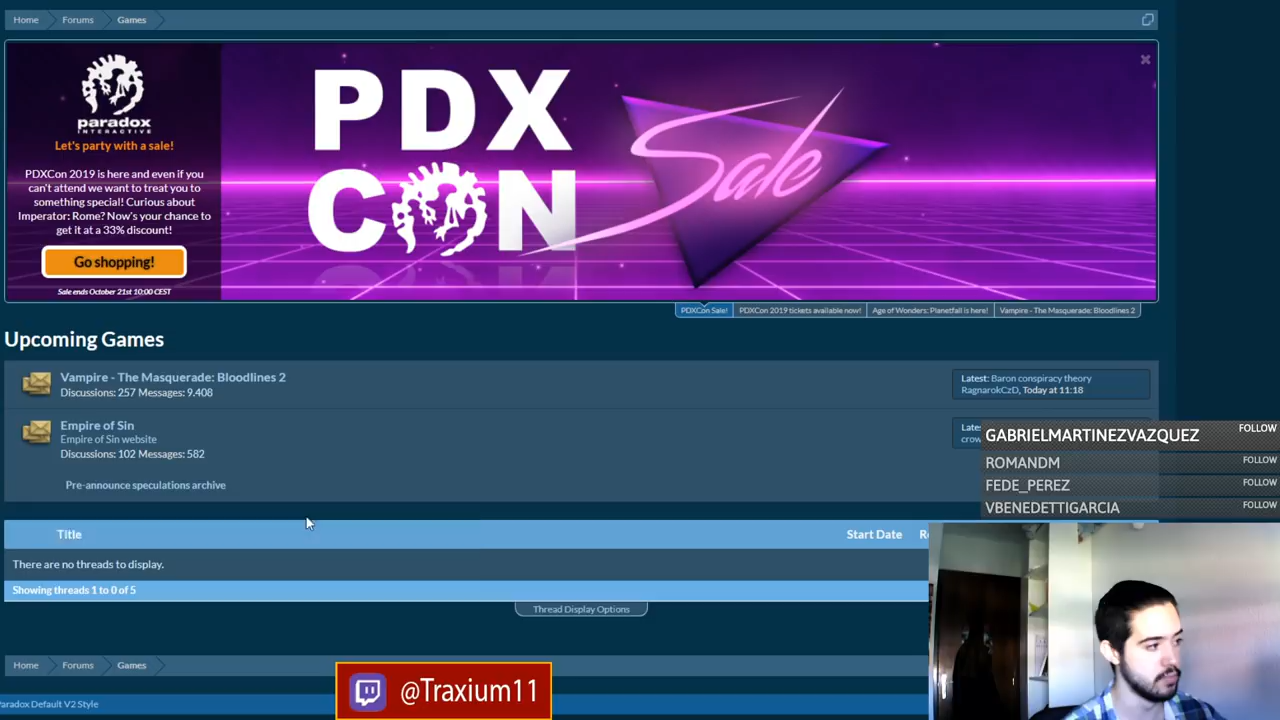 Home Forums Games
PDX
CON
Sale
paradox
INTERACTIVE
Let's party with a sale!
PDXCon 2019 is here and even if you
can't attend we want to treat you to
something special! Curious about
Imperator: Rome? Now's your chance to
get it at a 33% discount!
Go shopping!
Sale ends October 21st 10:00 CEST
PDXCon Sale! PDXCon 2019 tickets available now! Age of Wonders: Planetfall is here! Vampire - The Masquerade: Bloodlines 2
Upcoming Games
Vampire - The Masquerade: Bloodlines 2
Discussions: 257 Messages: 9.408
Latest: Baron conspiracy theory
RagnarokCzD, Today at 11:18
Empire of Sin
Empire of Sin website
Discussions: 102 Messages: 582
Pre-announce speculations archive
GABRIELMARTINEZVAZQUEZ FOLLOW
ROMANDM FOLLOW
FEDE_PEREZ FOLLOW
VBENEDETTIGARCIA FOLLOW
Title Start Date
There are no threads to display.
Showing threads 1 to 0 of 5
Thread Display Options
Home Forums Games
@Traxium11
Paradox Default V2 Style